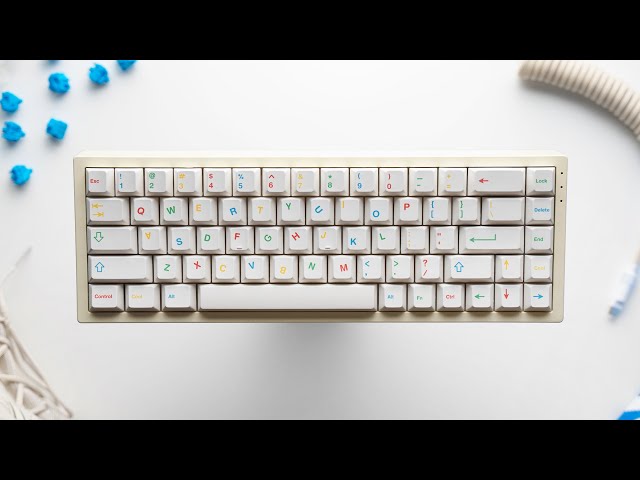 Esc ! 1 @ 2 # 3 $ 4 % 5 ^ 6 & 7 * 8 ( 9 ) 0 _ - + = ← Lock
Q W E R T Y U I O P { [ } ] | \ Delete
A S D F G H J K L : ; " ' End
Z X C V B N M < , > . ? /
Control Cmd Alt Alt Fn Ctrl ← ↓ →